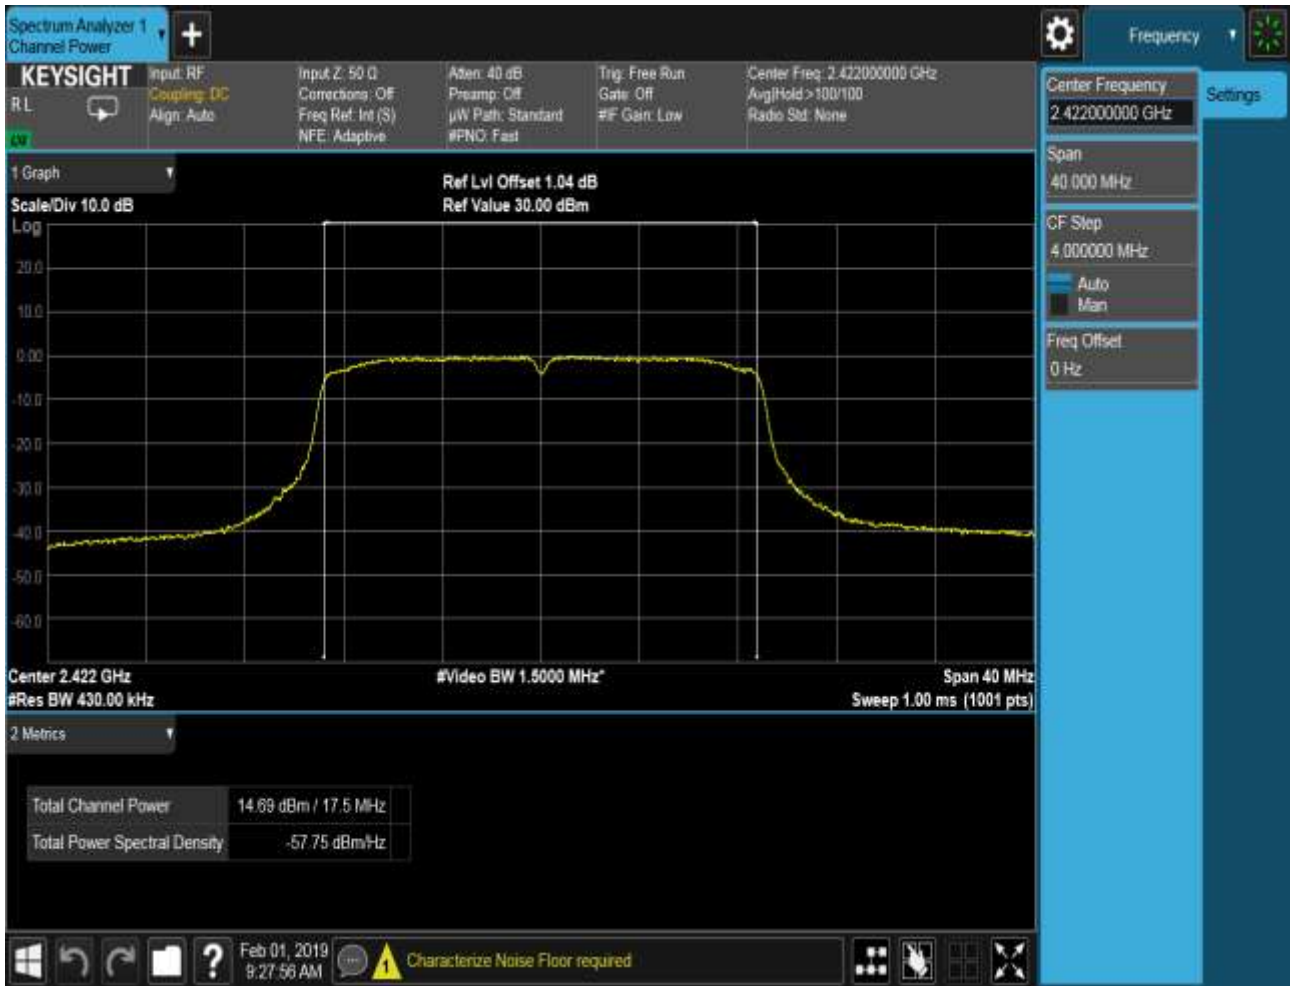 Spectrum Analyzer 1
Channel Power
Frequency
KEYSIGHT
RL
LXI
Input: RF
Coupling: DC
Align: Auto
Input Z: 50 Ω
Corrections: Off
Freq Ref: Int (S)
NFE: Adaptive
Atten: 40 dB
Preamp: Off
µW Path: Standard
#PNO: Fast
Trig: Free Run
Gate: Off
#IF Gain: Low
Center Freq: 2.422000000 GHz
Avg|Hold:>100/100
Radio Std: None
Center Frequency
2.422000000 GHz
Settings
Span
40.000 MHz
CF Step
4.000000 MHz
Auto
Man
Freq Offset
0 Hz
1 Graph
Scale/Div 10.0 dB
Ref Lvl Offset 1.04 dB
Ref Value 30.00 dBm
Log
20.0
10.0
0.00
-10.0
-20.0
-30.0
-40.0
-50.0
-60.0
Center 2.422 GHz
#Video BW 1.5000 MHz*
Span 40 MHz
#Res BW 430.00 kHz
Sweep 1.00 ms (1001 pts)
2 Metrics
Total Channel Power 14.69 dBm / 17.5 MHz
Total Power Spectral Density -57.75 dBm/Hz
?
Feb 01, 2019
9:27:56 AM
1
Characterize Noise Floor required